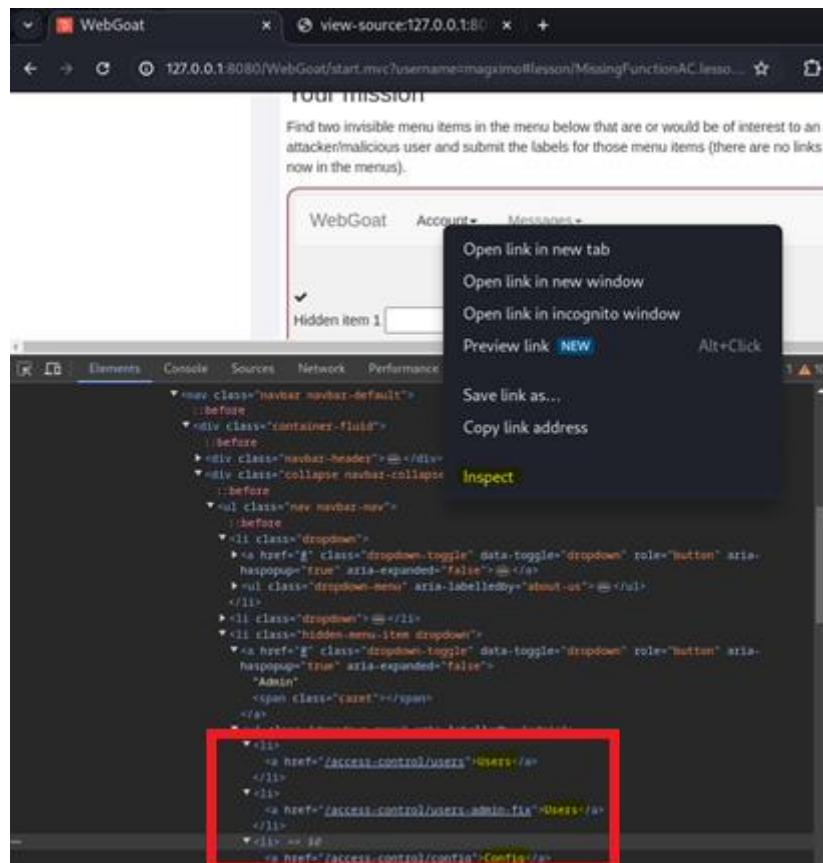 WebGoat
view-source:127.0.0.1:80
127.0.0.1:8080/WebGoat/start.mvc?username=magximo#lesson/MissingFunctionAC.lesso...
Your mission
Find two invisible menu items in the menu below that are or would be of interest to an
attacker/malicious user and submit the labels for those menu items (there are no links
now in the menus).
WebGoat Account Messages
Hidden item 1
Open link in new tab
Open link in new window
Open link in incognito window
Preview link NEW Alt+Click
Save link as...
Copy link address
Inspect
Elements Console Sources Network Performance 1
<nav class="navbar navbar-default">
::before
<div class="container-fluid">
::before
<div class="navbar-header"> </div>
<div class="collapse navbar-collapse
::before
<ul class="nav navbar-nav">
::before
<li class="dropdown">
<a href="#" class="dropdown-toggle" data-toggle="dropdown" role="button" aria-
haspopup="true" aria-expanded="false"> </a>
<ul class="dropdown-menu" aria-labelledby="about-us"> </ul>
</li>
<li class="dropdown"> </li>
<li class="hidden-menu-item dropdown">
<a href="#" class="dropdown-toggle" data-toggle="dropdown" role="button" aria-
haspopup="true" aria-expanded="false">
"Admin"
<span class="caret"></span>
</a>
<li>
<a href="/access-control/users">Users</a>
</li>
<li>
<a href="/access-control/users-admin-fix">Users</a>
</li>
<li> == $0
<a href="/access-control/config">Config</a>